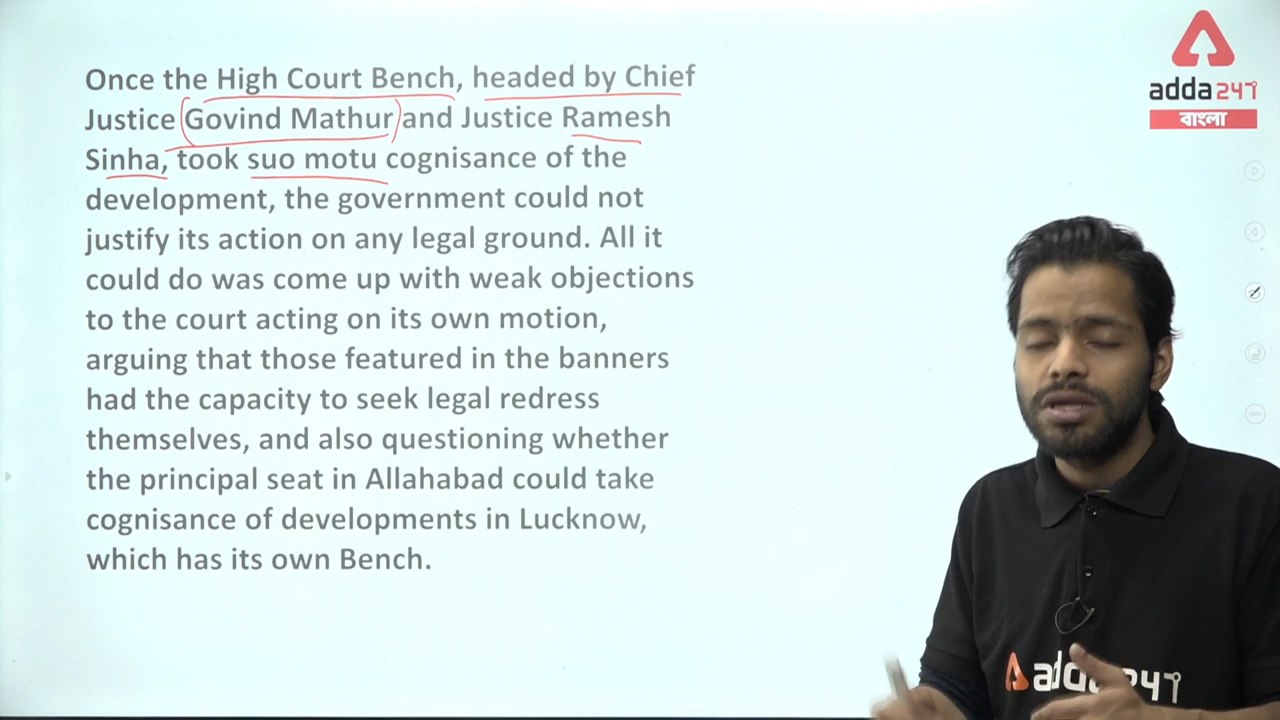 Once the High Court Bench, headed by Chief
Justice Govind Mathur and Justice Ramesh
Sinha, took suo motu cognisance of the
development, the government could not
justify its action on any legal ground. All it
could do was come up with weak objections
to the court acting on its own motion,
arguing that those featured in the banners
had the capacity to seek legal redress
themselves, and also questioning whether
the principal seat in Allahabad could take
cognisance of developments in Lucknow,
which has its own Bench.
adda247
বাংলা
adda247